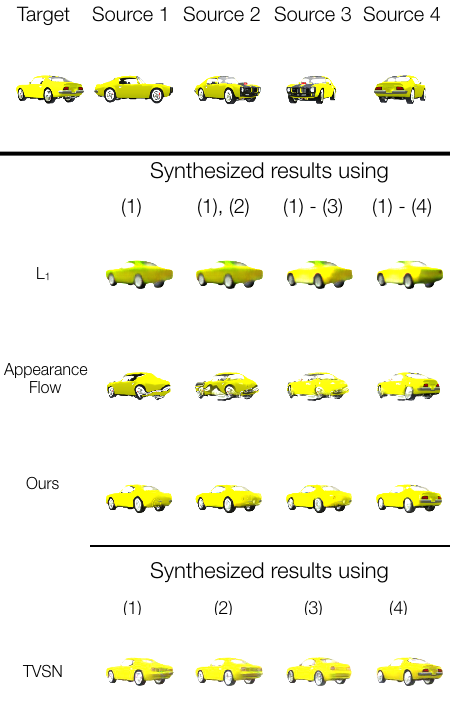 Target Source 1 Source 2 Source 3 Source 4
Synthesized results using
(1) (1), (2) (1) - (3) (1) - (4)
L₁
Appearance
Flow
Ours
Synthesized results using
(1) (2) (3) (4)
TVSN